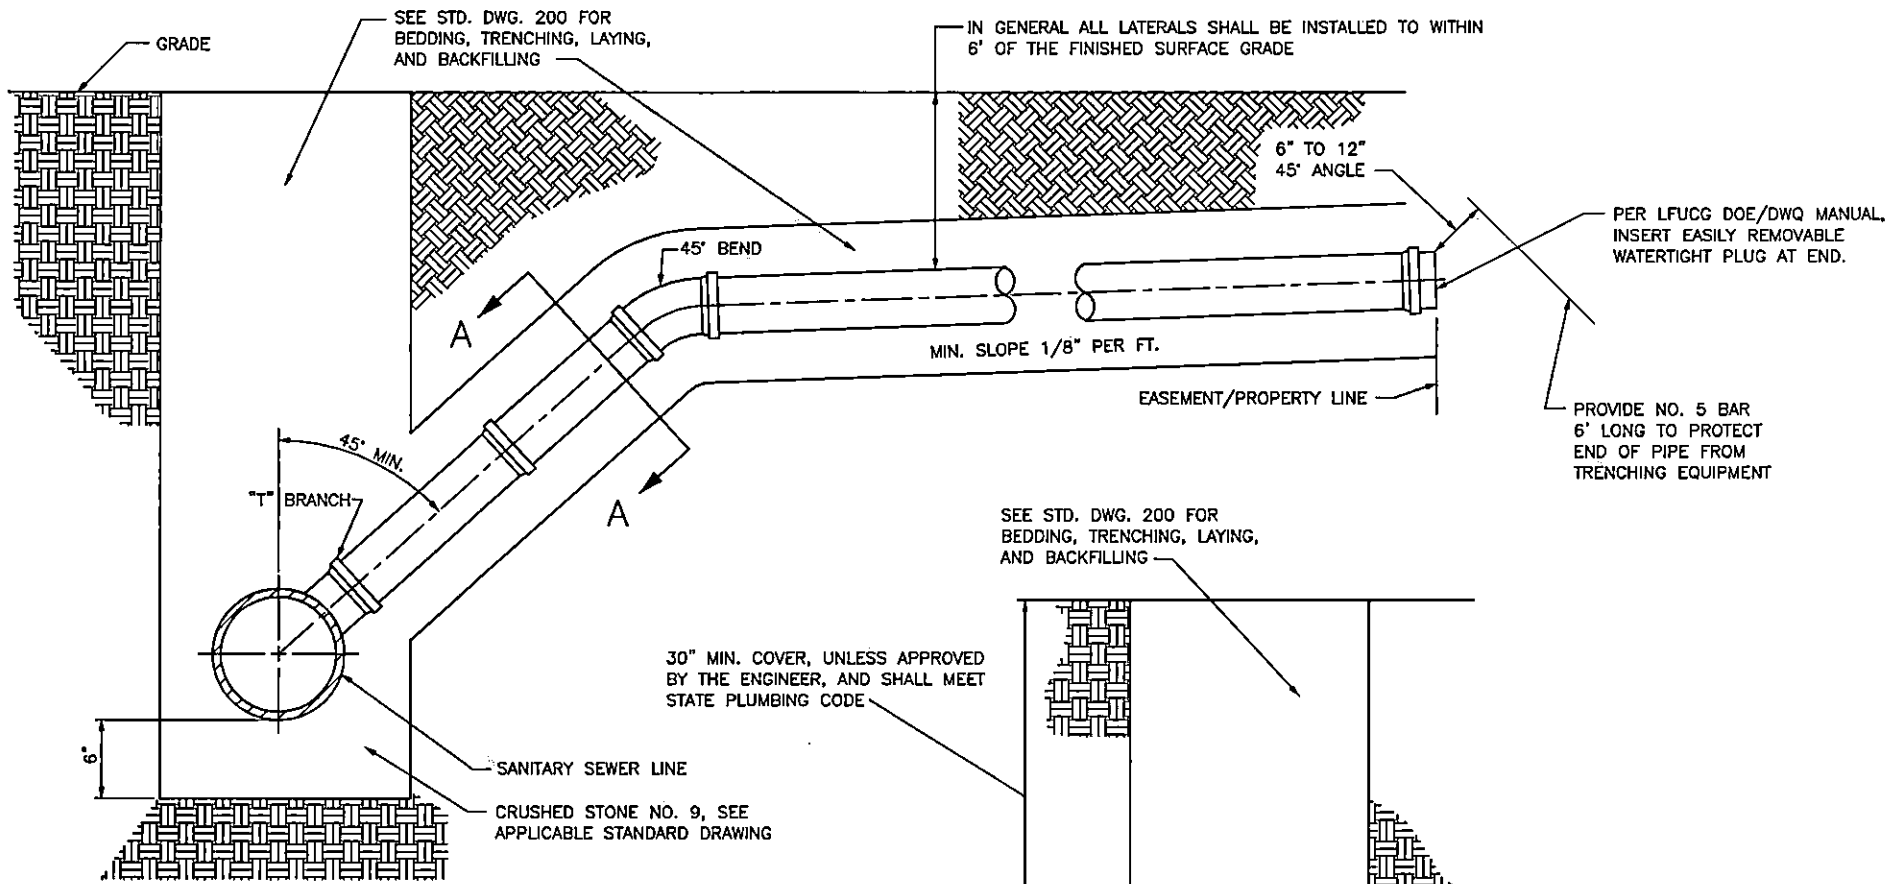 SEE STD. DWG. 200 FOR
BEDDING, TRENCHING, LAYING,
AND BACKFILLING
GRADE
IN GENERAL ALL LATERALS SHALL BE INSTALLED TO WITHIN
6' OF THE FINISHED SURFACE GRADE
6" TO 12"
45° ANGLE
PER LFUCG DOE/DWQ MANUAL,
INSERT EASILY REMOVABLE
WATERTIGHT PLUG AT END.
45° BEND
A
MIN. SLOPE 1/8" PER FT.
EASEMENT/PROPERTY LINE
PROVIDE NO. 5 BAR
6' LONG TO PROTECT
END OF PIPE FROM
TRENCHING EQUIPMENT
45° MIN.
"T" BRANCH
A
SEE STD. DWG. 200 FOR
BEDDING, TRENCHING, LAYING,
AND BACKFILLING
30" MIN. COVER, UNLESS APPROVED
BY THE ENGINEER, AND SHALL MEET
STATE PLUMBING CODE
6"
SANITARY SEWER LINE
CRUSHED STONE NO. 9, SEE
APPLICABLE STANDARD DRAWING